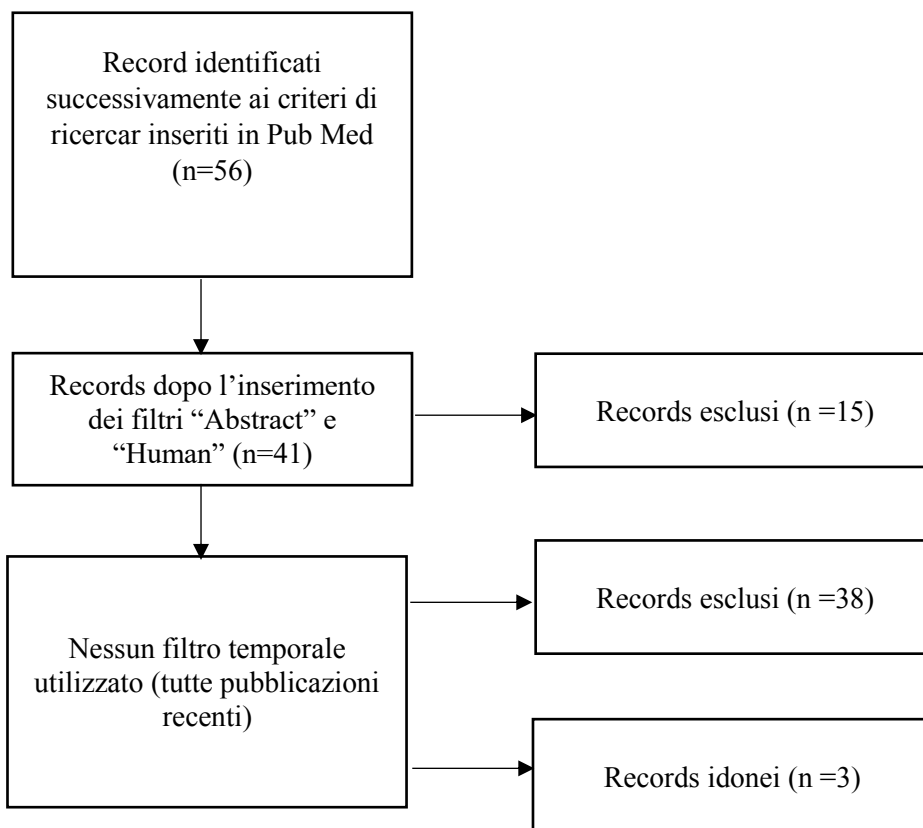 Record identificati
successivamente ai criteri di
ricercar inseriti in Pub Med
(n=56)
Records dopo l’inserimento
dei filtri “Abstract” e
“Human” (n=41)
Records esclusi (n =15)
Nessun filtro temporale
utilizzato (tutte pubblicazioni
recenti)
Records esclusi (n =38)
Records idonei (n =3)